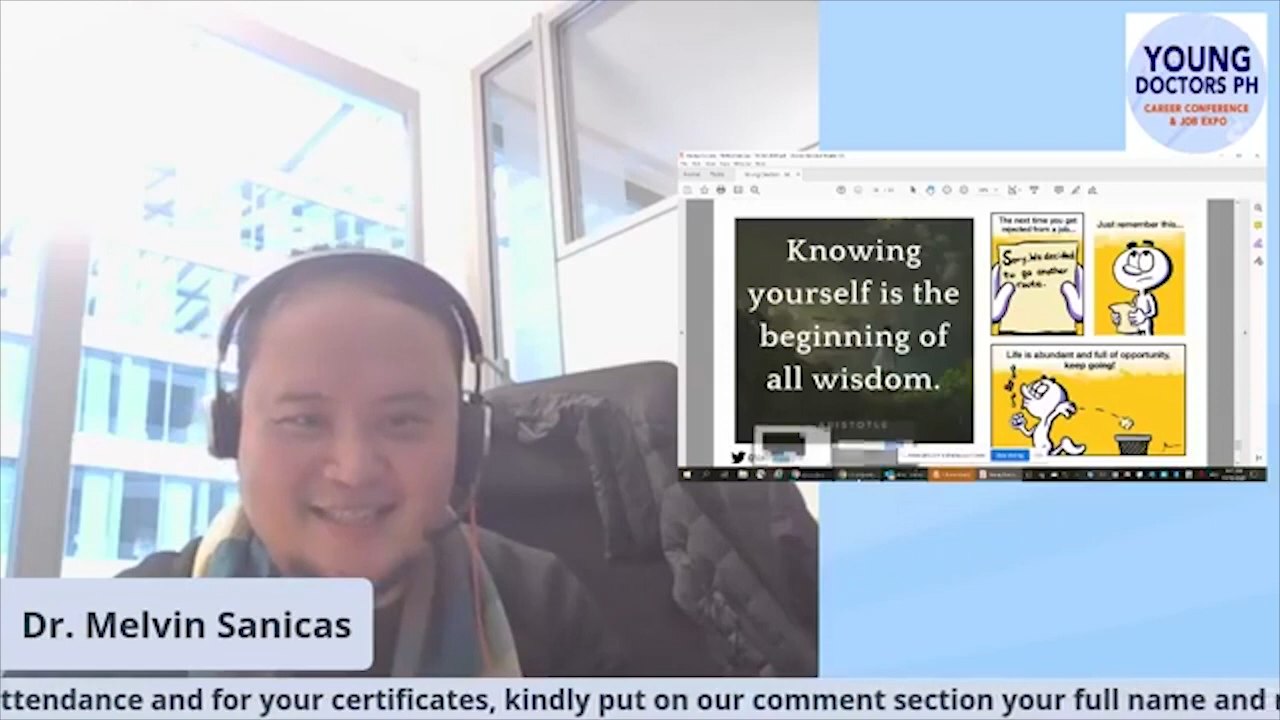 YOUNG
DOCTORS PH
CAREER CONFERENCE
& JOB EXPO
Knowing
yourself is the
beginning of
all wisdom.
ARISTOTLE
The next time you get
rejected from a job...
Sorry. We decided
to go another
route.
Just remember this...
Life is abundant and full of opportunity,
keep going!
Dr. Melvin Sanicas
ttendance and for your certificates, kindly put on our comment section your full name and